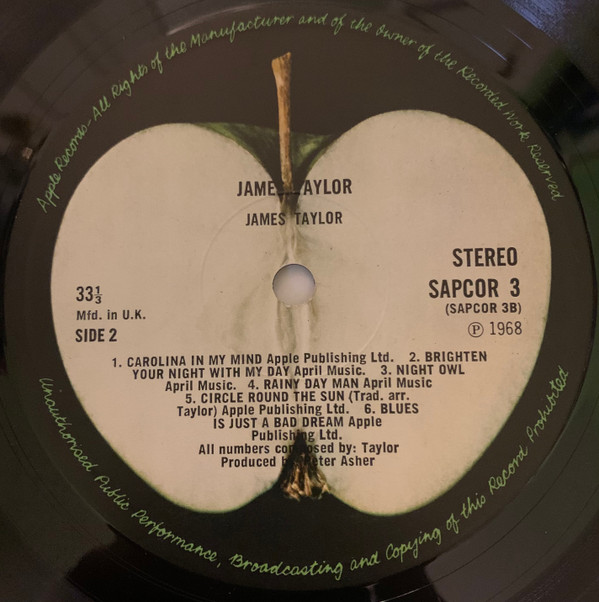 Apple Records - All Rights of the Manufacturer and of the Owner of the Recorded Work Reserved
JAMES TAYLOR
JAMES TAYLOR
STEREO
33⅓
SAPCOR 3
Mfd. in U.K.
(SAPCOR 3B)
SIDE 2
℗ 1968
1. CAROLINA IN MY MIND Apple Publishing Ltd. 2. BRIGHTEN
YOUR NIGHT WITH MY DAY April Music. 3. NIGHT OWL
April Music. 4. RAINY DAY MAN April Music
5. CIRCLE ROUND THE SUN (Trad. arr.
Taylor) Apple Publishing Ltd. 6. BLUES
IS JUST A BAD DREAM Apple
Publishing Ltd.
All numbers composed by: Taylor
Produced by Peter Asher
Unauthorised Public Performance, Broadcasting and Copying of this Record Prohibited